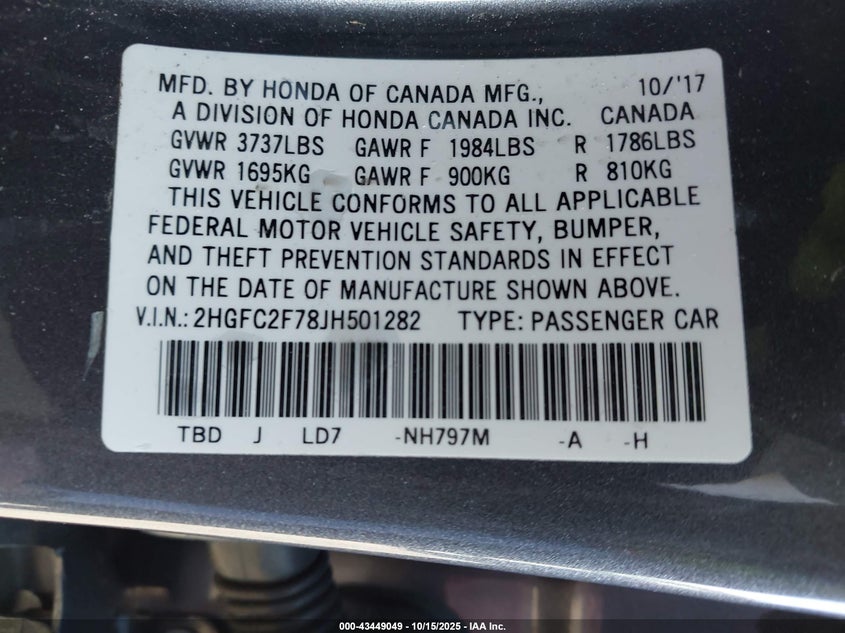 MFD. BY HONDA OF CANADA MFG., 10/'17
A DIVISION OF HONDA CANADA INC. CANADA
GVWR 3737LBS GAWR F 1984LBS R 1786LBS
GVWR 1695KG GAWR F 900KG R 810KG
THIS VEHICLE CONFORMS TO ALL APPLICABLE
FEDERAL MOTOR VEHICLE SAFETY, BUMPER,
AND THEFT PREVENTION STANDARDS IN EFFECT
ON THE DATE OF MANUFACTURE SHOWN ABOVE.
V.I.N.: 2HGFC2F78JH501282 TYPE: PASSENGER CAR
TBD J LD7 -NH797M -A -H
000-43449049 - 10/15/2025 - IAA Inc.